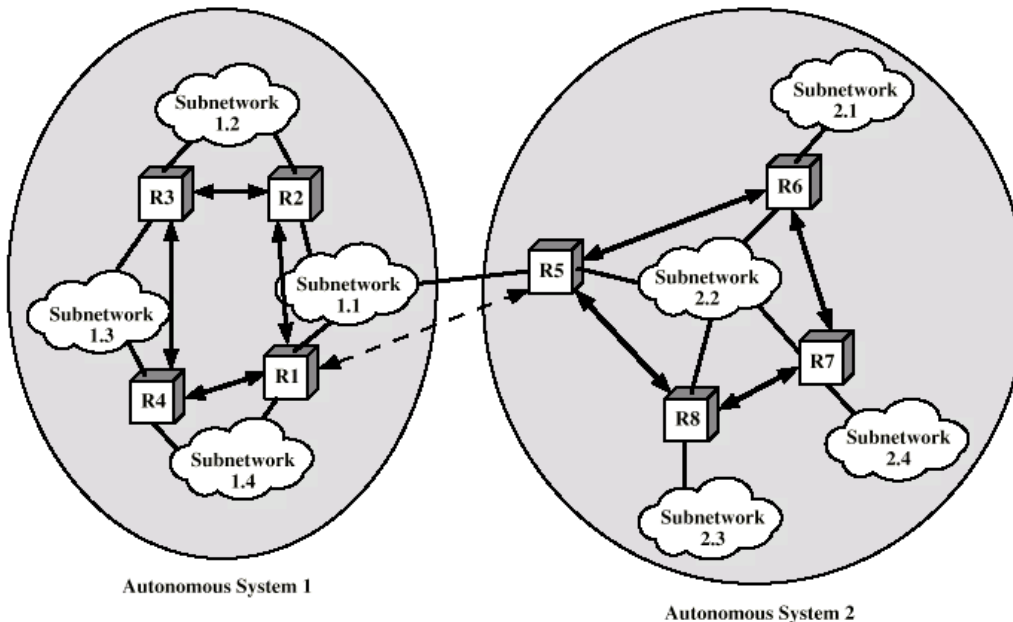 Subnetwork
1.2
R3
R2
Subnetwork
1.1
Subnetwork
1.3
R1
R4
Subnetwork
1.4
Autonomous System 1
Subnetwork
2.1
R6
R5
Subnetwork
2.2
R7
R8
Subnetwork
2.4
Subnetwork
2.3
Autonomous System 2